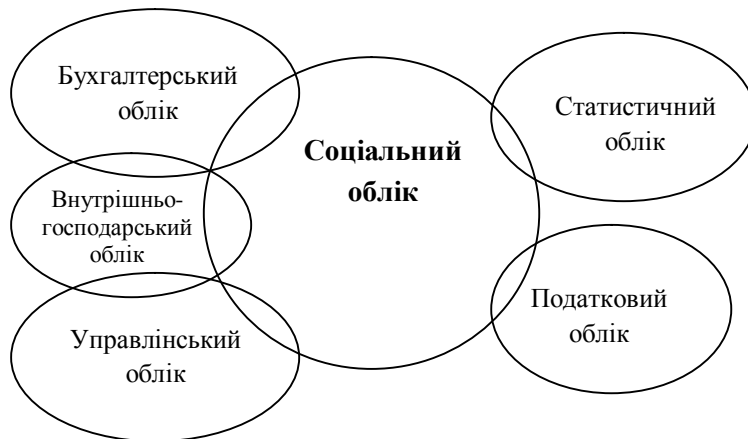 Бухгалтерський
облік
Соціальний
облік
Статистичний
облік
Внутрішньо-
господарський
облік
Податковий
облік
Управлінський
облік